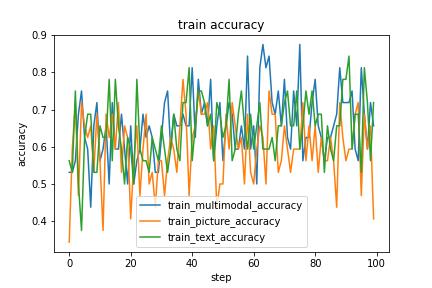 train accuracy
0.9
0.8
0.7
0.6
0.5
0.4
accuracy
train_multimodal_accuracy
train_picture_accuracy
train_text_accuracy
0 20 40 60 80 100
step